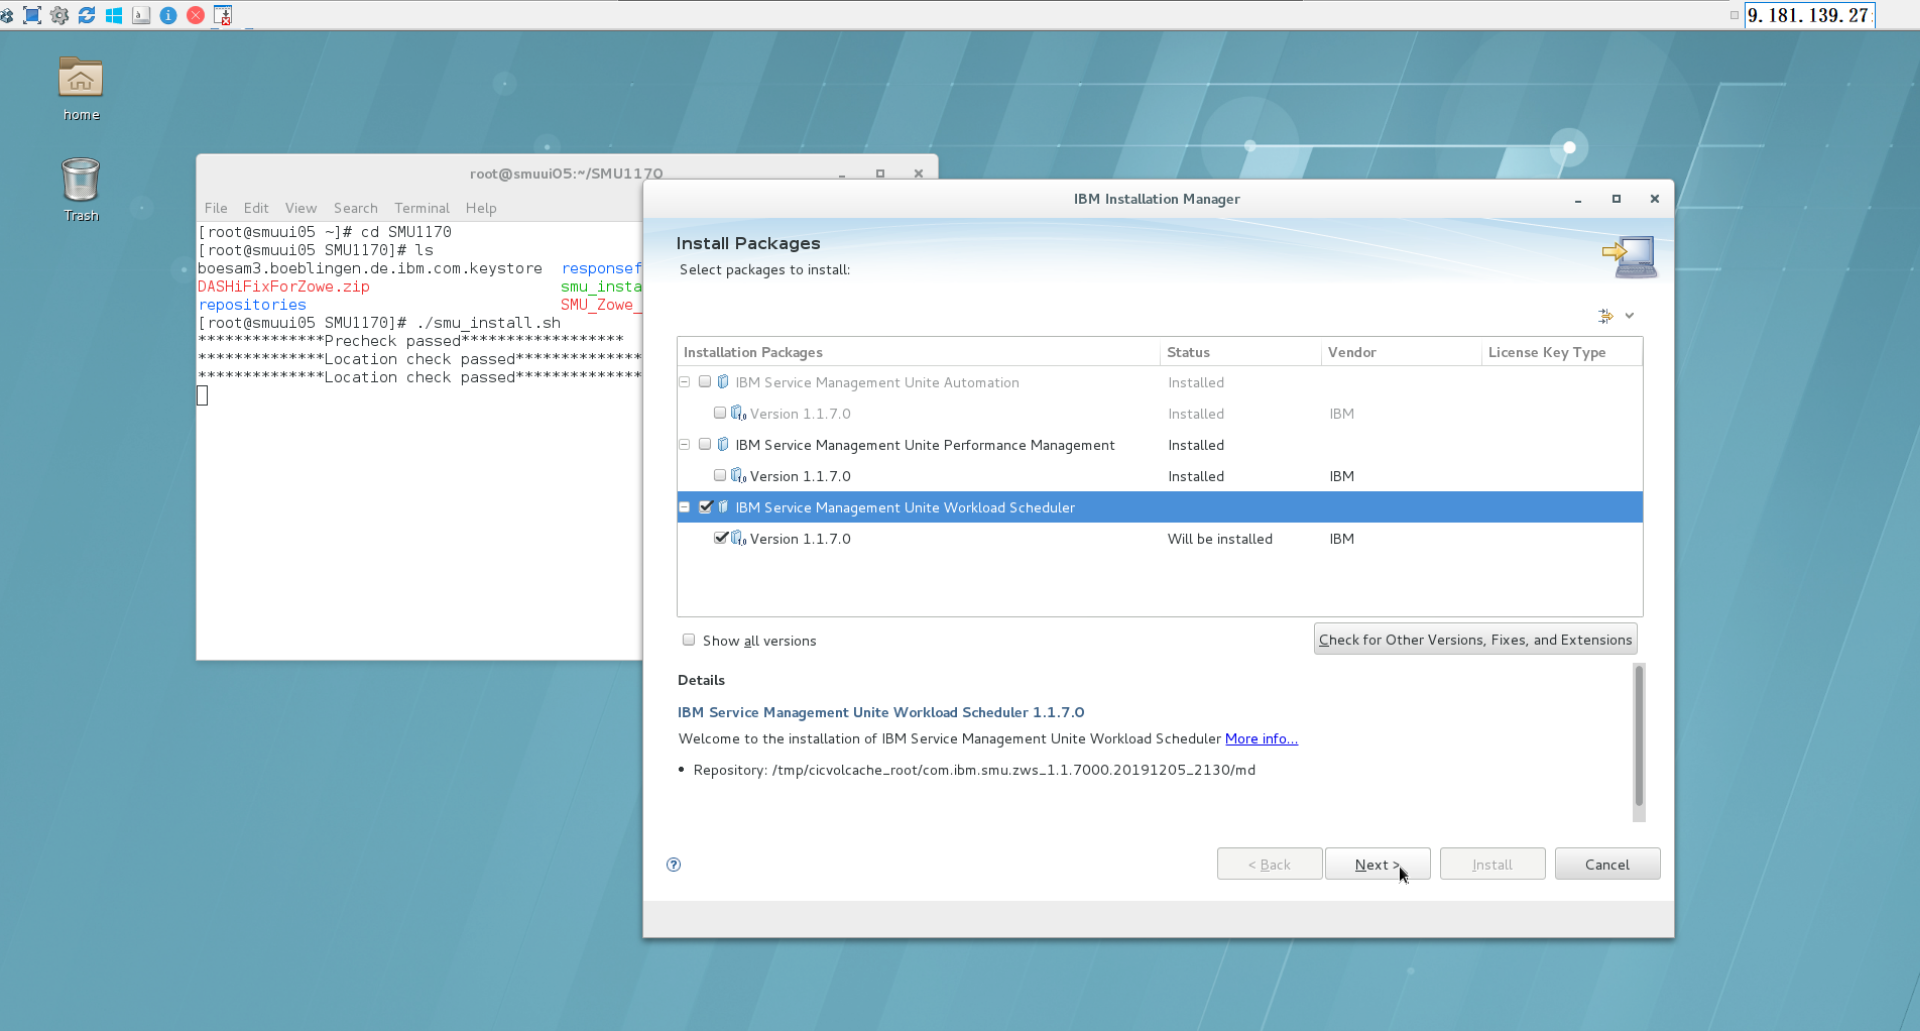 9.181.139.27:
home
Trash
root@smuui05:~/SMU1170
File Edit View Search Terminal Help
[root@smuui05 ~]# cd SMU1170
[root@smuui05 SMU1170]# ls
boesam3.boeblingen.de.ibm.com.keystore responsef
DASHiFixForZowe.zip smu_insta
repositories SMU_Zowe_
[root@smuui05 SMU1170]# ./smu_install.sh
**************Precheck passed******************
**************Location check passed**************
**************Location check passed**************
IBM Installation Manager
Install Packages
Select packages to install:
Installation Packages Status Vendor License Key Type
IBM Service Management Unite Automation Installed
Version 1.1.7.0 Installed IBM
IBM Service Management Unite Performance Management Installed
Version 1.1.7.0 Installed IBM
IBM Service Management Unite Workload Scheduler
Version 1.1.7.0 Will be installed IBM
Show all versions
Check for Other Versions, Fixes, and Extensions
Details
IBM Service Management Unite Workload Scheduler 1.1.7.0
Welcome to the installation of IBM Service Management Unite Workload Scheduler More info...
• Repository: /tmp/cicvolcache_root/com.ibm.smu.zws_1.1.7000.20191205_2130/md
< Back Next > Install Cancel